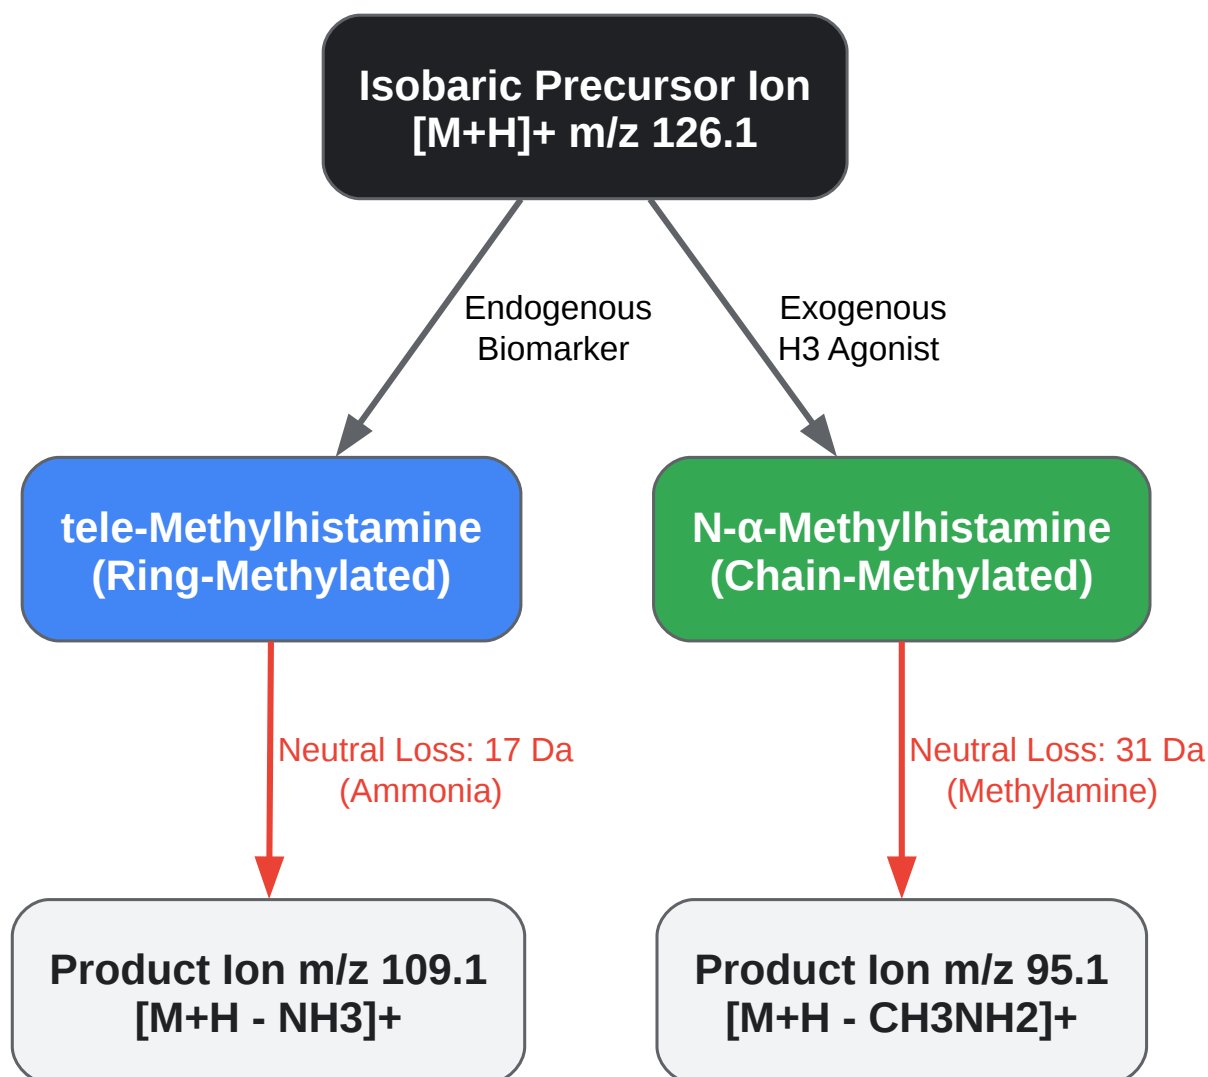 Isobaric Precursor Ion
[M+H]+ m/z 126.1
Endogenous
Biomarker
Exogenous
H3 Agonist
tele-Methylhistamine
(Ring-Methylated)
N-α-Methylhistamine
(Chain-Methylated)
Neutral Loss: 17 Da
(Ammonia)
Neutral Loss: 31 Da
(Methylamine)
Product Ion m/z 109.1
[M+H - NH3]+
Product Ion m/z 95.1
[M+H - CH3NH2]+